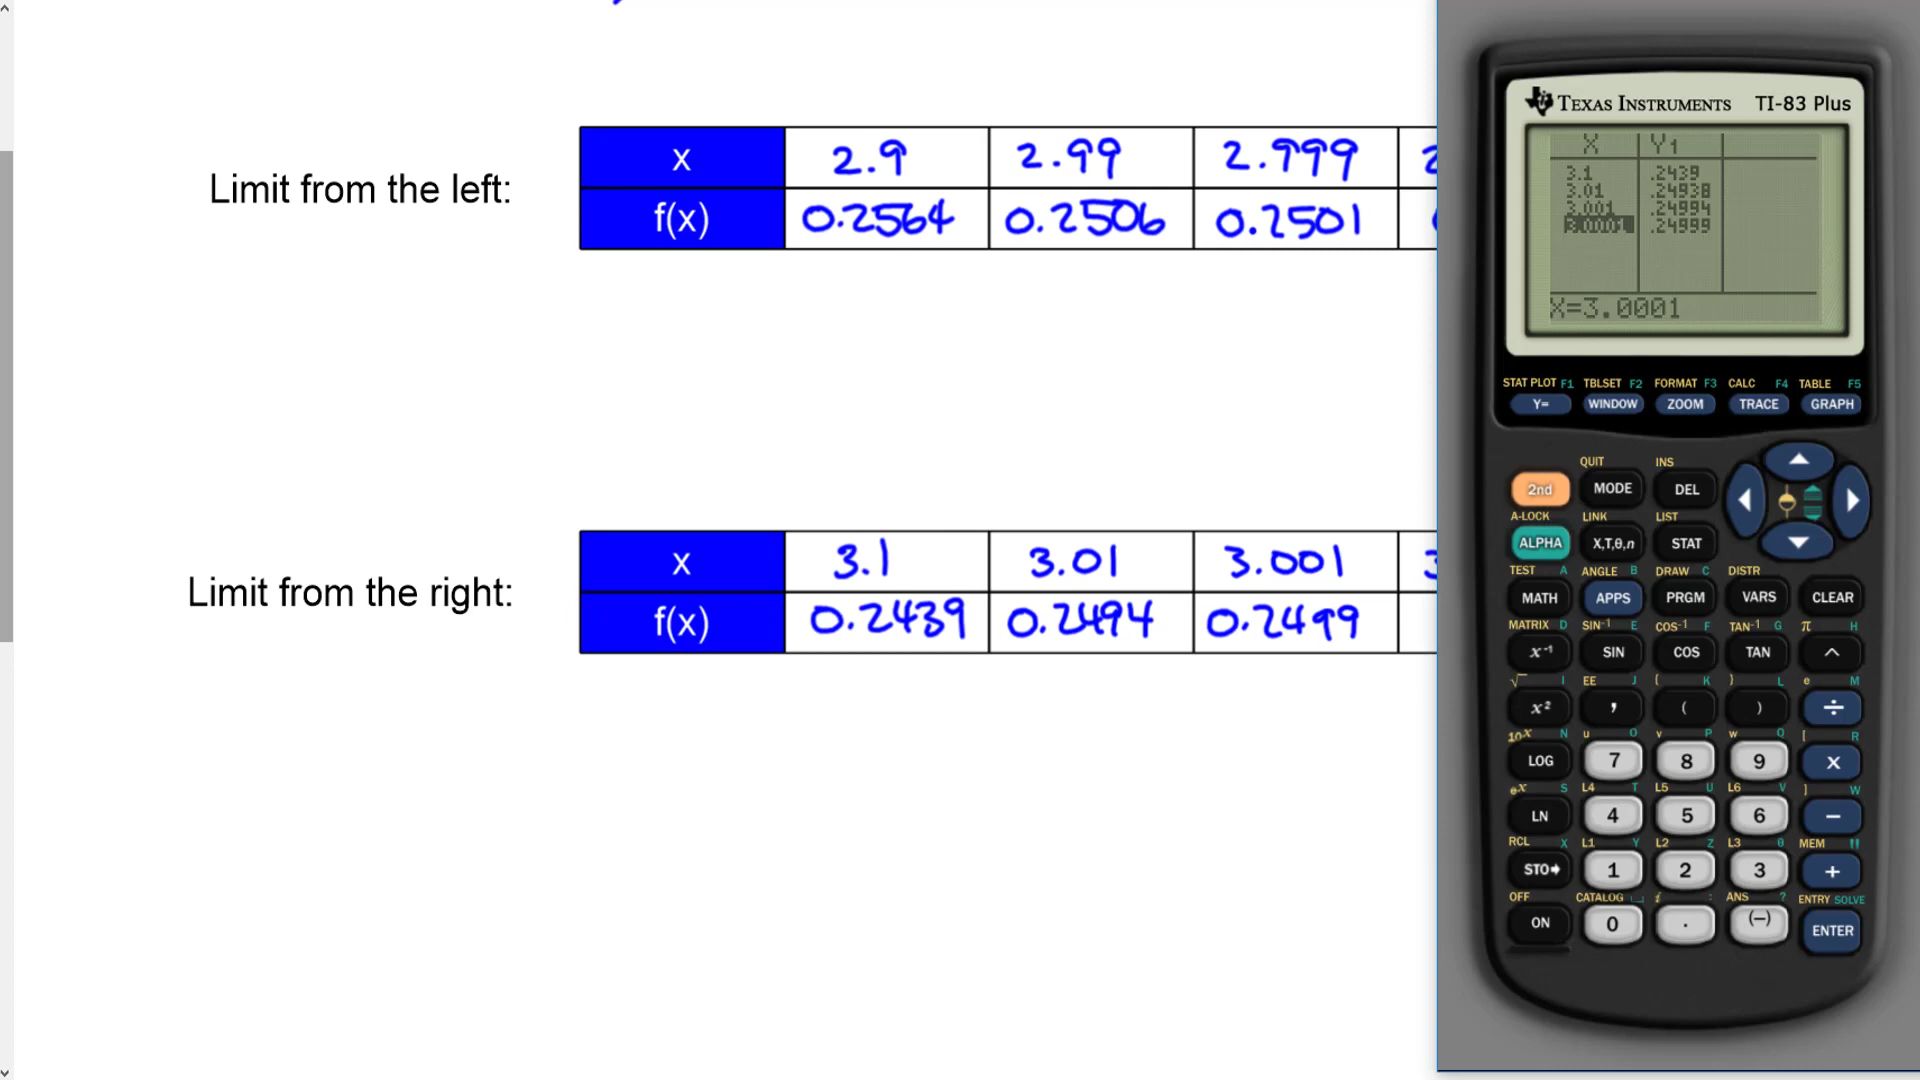 Limit from the left:
x 2.9 2.99 2.999
f(x) 0.2564 0.2506 0.2501
Limit from the right:
x 3.1 3.01 3.001
f(x) 0.2439 0.2494 0.2499
TEXAS INSTRUMENTS TI-83 Plus
X Y1
3.1 .2439
3.01 .24938
3.001 .24994
3.0001 .24999
X=3.0001
STAT PLOT F1 TBLSET F2 FORMAT F3 CALC F4 TABLE F5
Y= WINDOW ZOOM TRACE GRAPH
QUIT INS
2nd MODE DEL
A-LOCK LINK LIST
ALPHA X,T,θ,n STAT
TEST A ANGLE B DRAW C DISTR
MATH APPS PRGM VARS CLEAR
MATRIX D SIN⁻¹ E COS⁻¹ F TAN⁻¹ G π H
x⁻¹ SIN COS TAN ^
√ I EE J { K } L e M
x² , ( ) ÷
10ˣ N u O v P w Q [ R
LOG 7 8 9 x
eˣ S L4 T L5 U L6 V ] W
LN 4 5 6 −
RCL X L1 Y L2 Z L3 θ MEM "
STO➔ 1 2 3 +
OFF CATALOG i : ANS ? ENTRY SOLVE
ON 0 . (−) ENTER